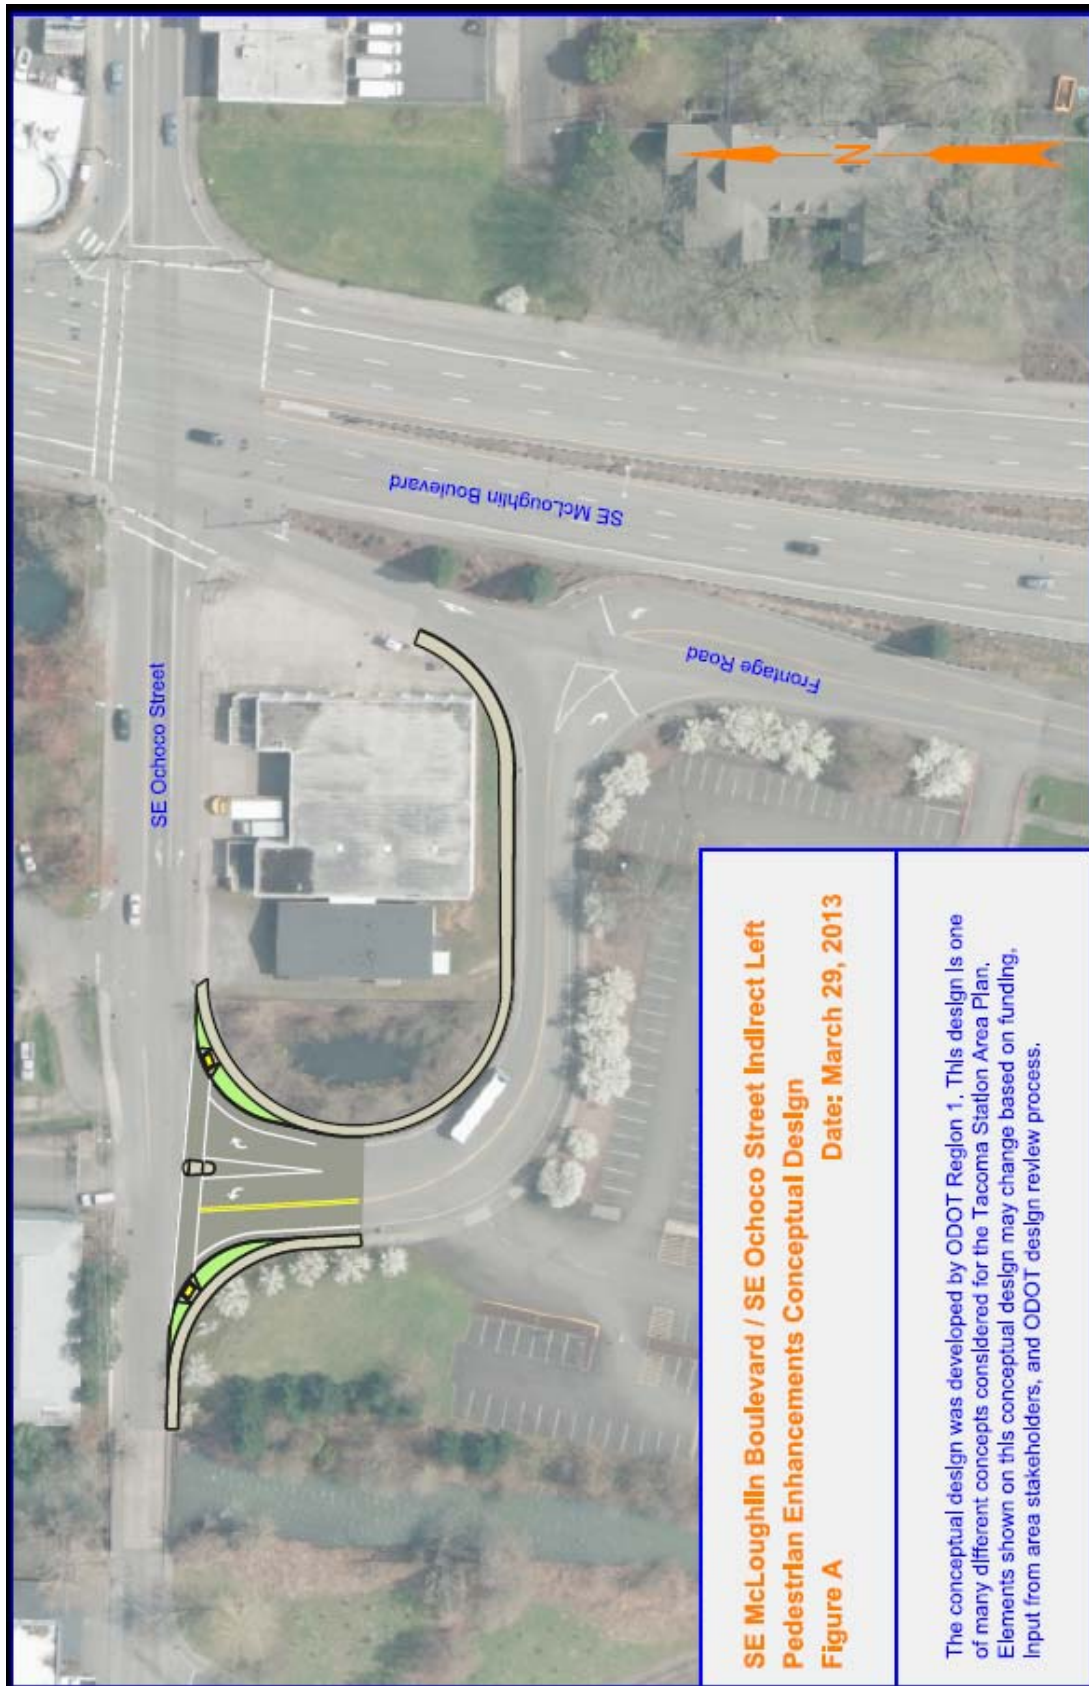 SE Ochoco Street
SE McLoughlin Boulevard
Frontage Road
N
SE McLoughlin Boulevard / SE Ochoco Street Indirect Left
Pedestrian Enhancements Conceptual Design
Figure A Date: March 29, 2013
The conceptual design was developed by ODOT Region 1. This design is one
of many different concepts considered for the Tacoma Station Area Plan.
Elements shown on this conceptual design may change based on funding,
input from area stakeholders, and ODOT design review process.